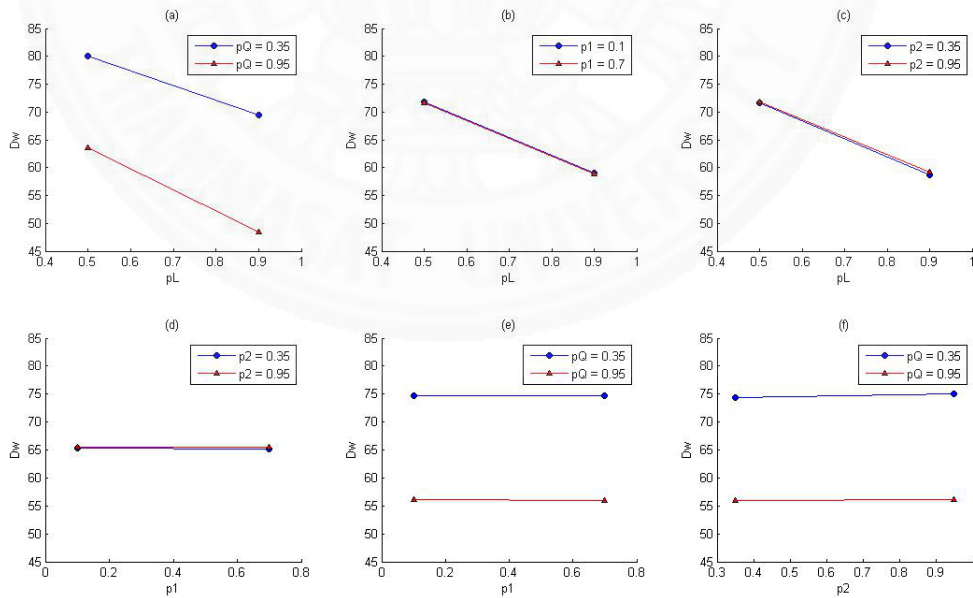 (a)
85
80
75
70
65
60
55
50
45
Dw
pQ = 0.35
pQ = 0.95
0.4 0.5 0.6 0.7 0.8 0.9 1
pL
(b)
85
80
75
70
65
60
55
50
45
Dw
p1 = 0.1
p1 = 0.7
0.4 0.5 0.6 0.7 0.8 0.9 1
pL
(c)
85
80
75
70
65
60
55
50
45
Dw
p2 = 0.35
p2 = 0.95
0.4 0.5 0.6 0.7 0.8 0.9 1
pL
(d)
85
80
75
70
65
60
55
50
45
Dw
p2 = 0.35
p2 = 0.95
0 0.2 0.4 0.6 0.8
p1
(e)
85
80
75
70
65
60
55
50
45
Dw
pQ = 0.35
pQ = 0.95
0 0.2 0.4 0.6 0.8
p1
(f)
85
80
75
70
65
60
55
50
45
Dw
pQ = 0.35
pQ = 0.95
0.3 0.4 0.5 0.6 0.7 0.8 0.9
p2